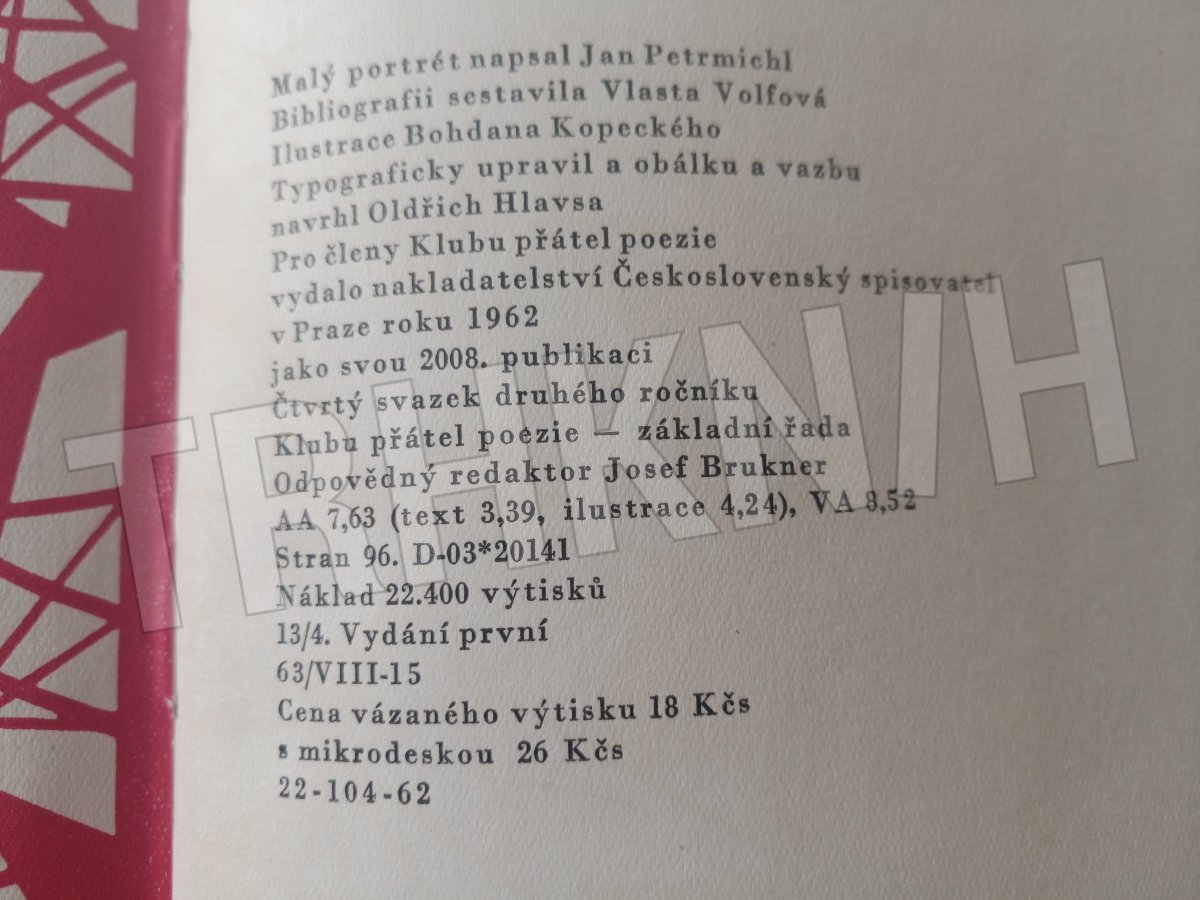 Malý portrét napsal Jan Petrmichl
Bibliografii sestavila Vlasta Volfová
Ilustrace Bohdana Kopeckého
Typograficky upravil a obálku a vazbu
navrhl Oldřich Hlavsa
Pro členy Klubu přátel poezie
vydalo nakladatelství Československý spisovatel
v Praze roku 1962
jako svou 2008. publikaci
Čtvrtý svazek druhého ročníku
Klubu přátel poezie — základní řada
Odpovědný redaktor Josef Brukner
AA 7,63 (text 3,39, ilustrace 4,24), VA 8,52
Stran 96. D-03*20141
Náklad 22.400 výtisků
13/4. Vydání první
63/VIII-15
Cena vázaného výtisku 18 Kčs
s mikrodeskou 26 Kčs
22-104-62
TRHKN/H